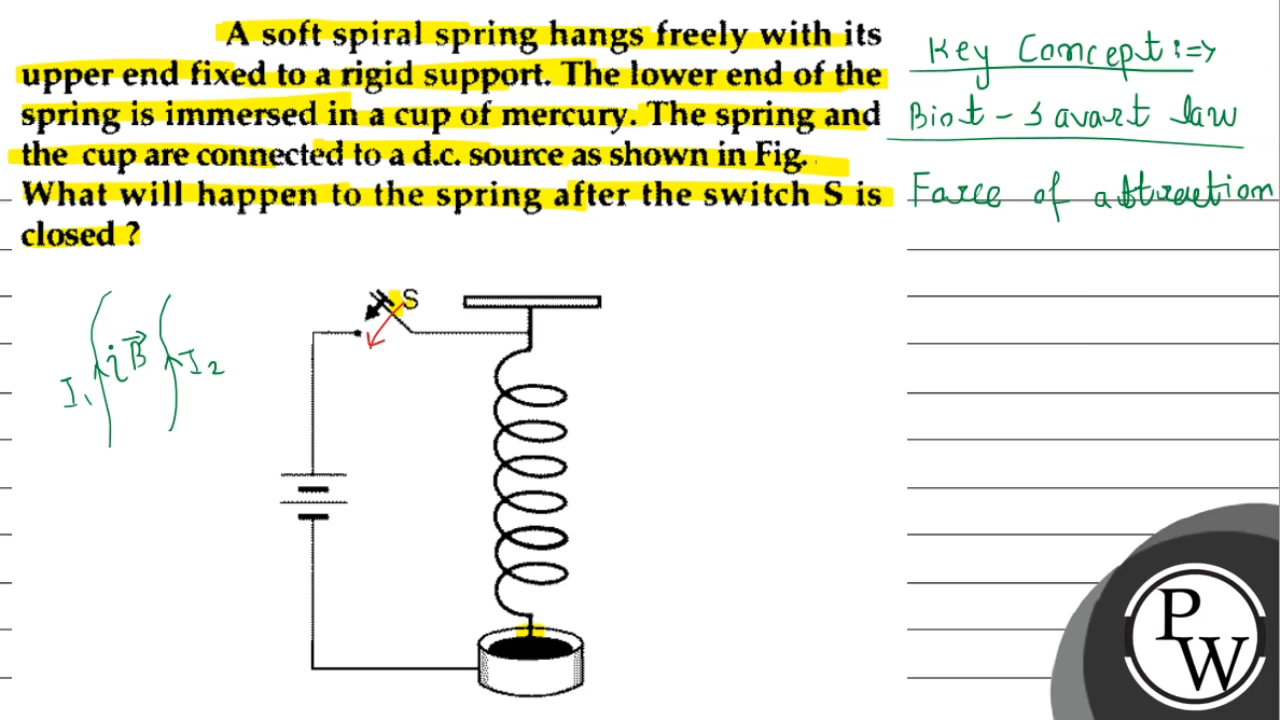 A soft spiral spring hangs freely with its
upper end fixed to a rigid support. The lower end of the
spring is immersed in a cup of mercury. The spring and
the cup are connected to a d.c. source as shown in Fig.
What will happen to the spring after the switch S is
closed ?
Key Concept :=>
Biot - Savart law
Force of attraction
S
I₁
B⃗
I₂
P
W